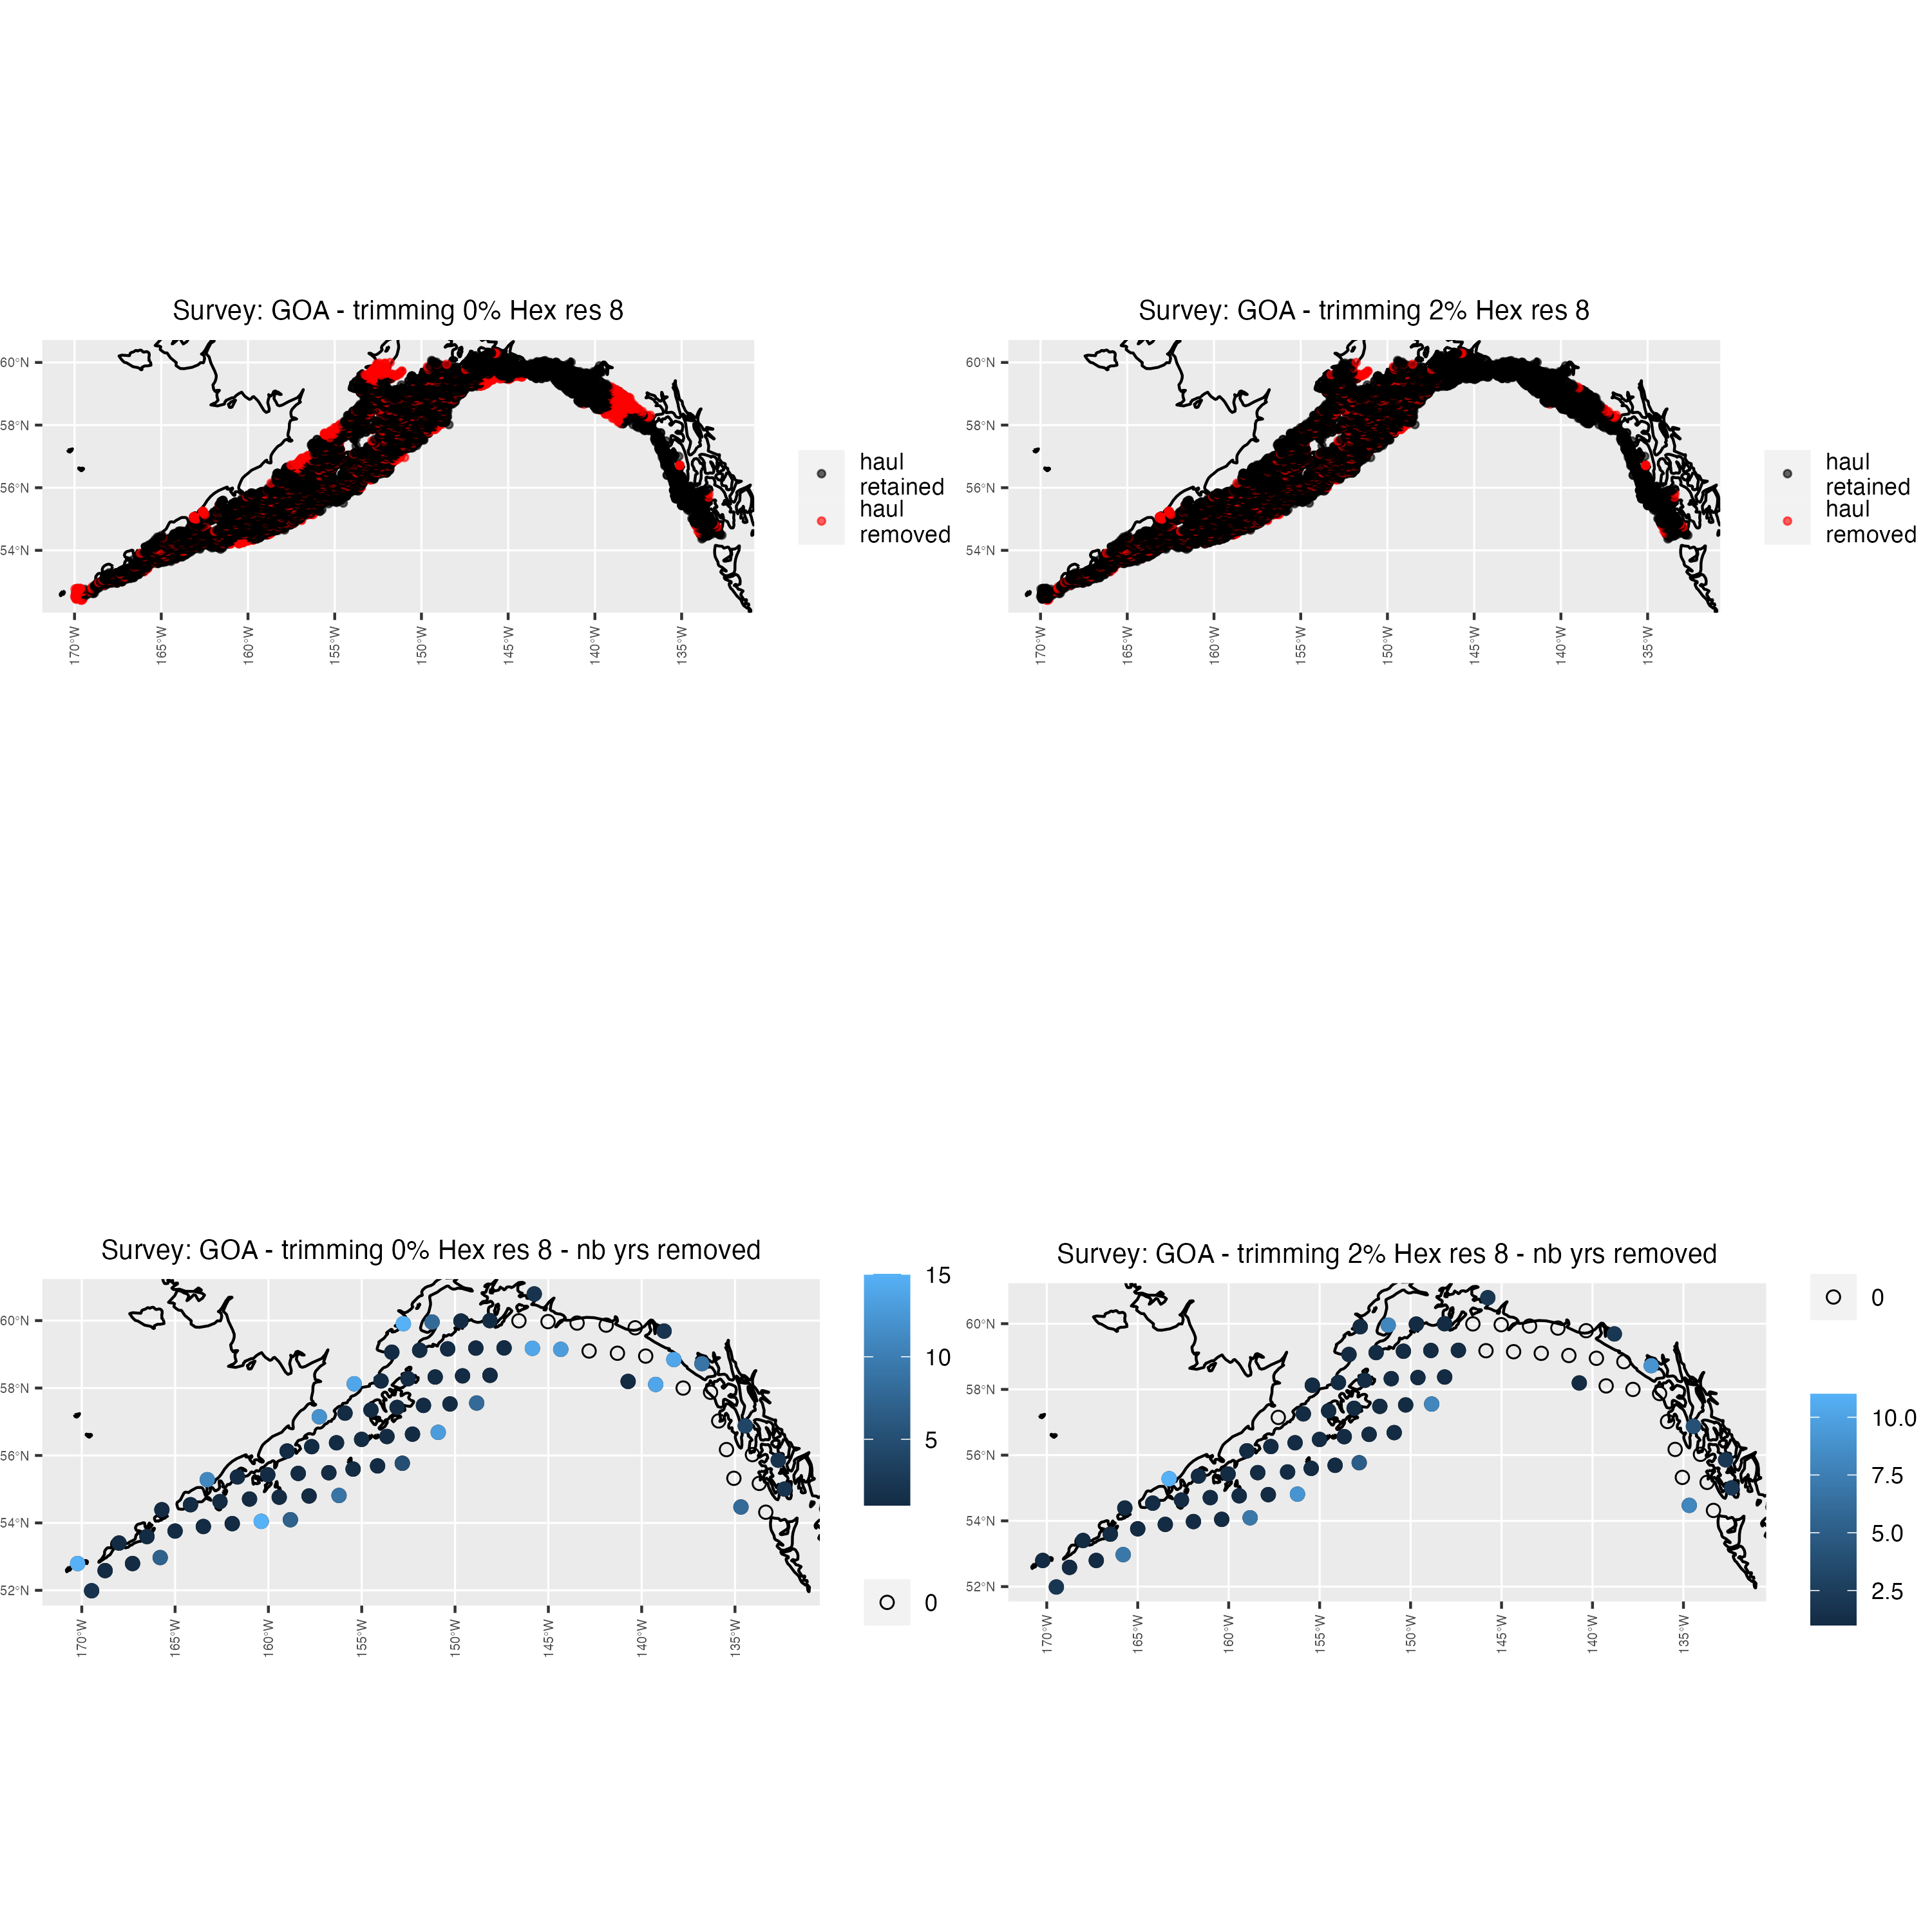 Survey: GOA - trimming 0% Hex res 8
60°N
58°N
56°N
54°N
170°W
165°W
160°W
155°W
150°W
145°W
140°W
135°W
haul
retained
haul
removed
Survey: GOA - trimming 2% Hex res 8
60°N
58°N
56°N
54°N
170°W
165°W
160°W
155°W
150°W
145°W
140°W
135°W
haul
retained
haul
removed
Survey: GOA - trimming 0% Hex res 8 - nb yrs removed
60°N
58°N
56°N
54°N
52°N
170°W
165°W
160°W
155°W
150°W
145°W
140°W
135°W
15
10
5
0
Survey: GOA - trimming 2% Hex res 8 - nb yrs removed
60°N
58°N
56°N
54°N
52°N
170°W
165°W
160°W
155°W
150°W
145°W
140°W
135°W
0
10.0
7.5
5.0
2.5